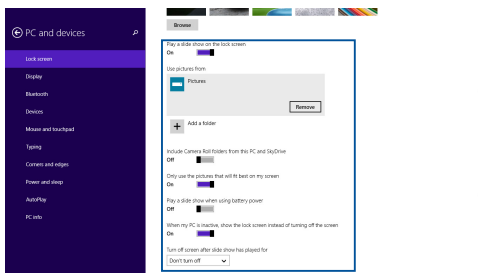 PC and devices
Lock screen
Display
Bluetooth
Devices
Mouse and touchpad
Typing
Corners and edges
Power and sleep
AutoPlay
PC info
Browse
Play a slide show on the lock screen
On
Use pictures from
Pictures
Remove
Add a folder
Include Camera Roll folders from this PC and SkyDrive
Off
Only use the pictures that will fit best on my screen
On
Play a slide show when using battery power
Off
When my PC is inactive, show the lock screen instead of turning off the screen
On
Turn off screen after slide show has played for
Don't turn off